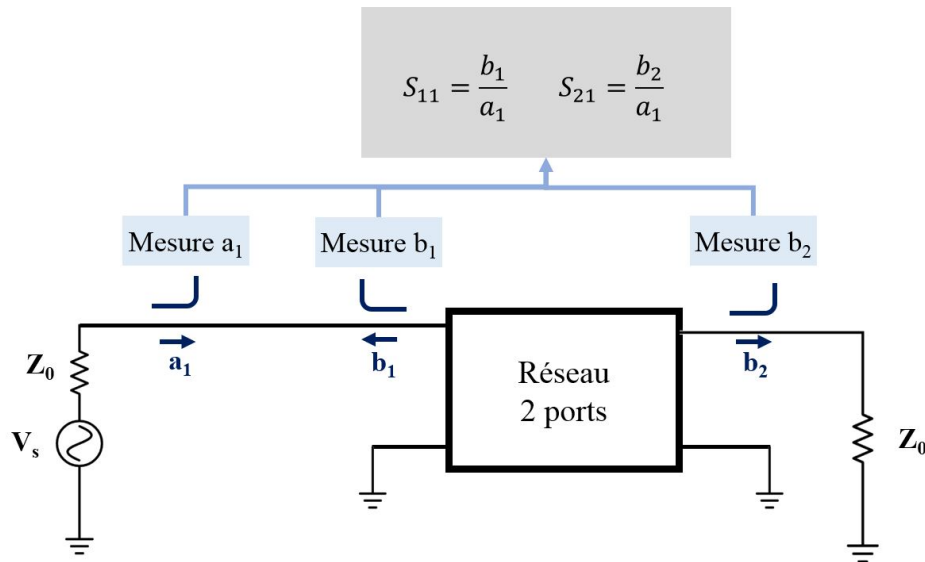 S₁₁ = b₁/a₁ S₂₁ = b₂/a₁
Mesure a₁ Mesure b₁ Mesure b₂
a₁ b₁ b₂
Z₀
Réseau
2 ports
Vₛ Z₀